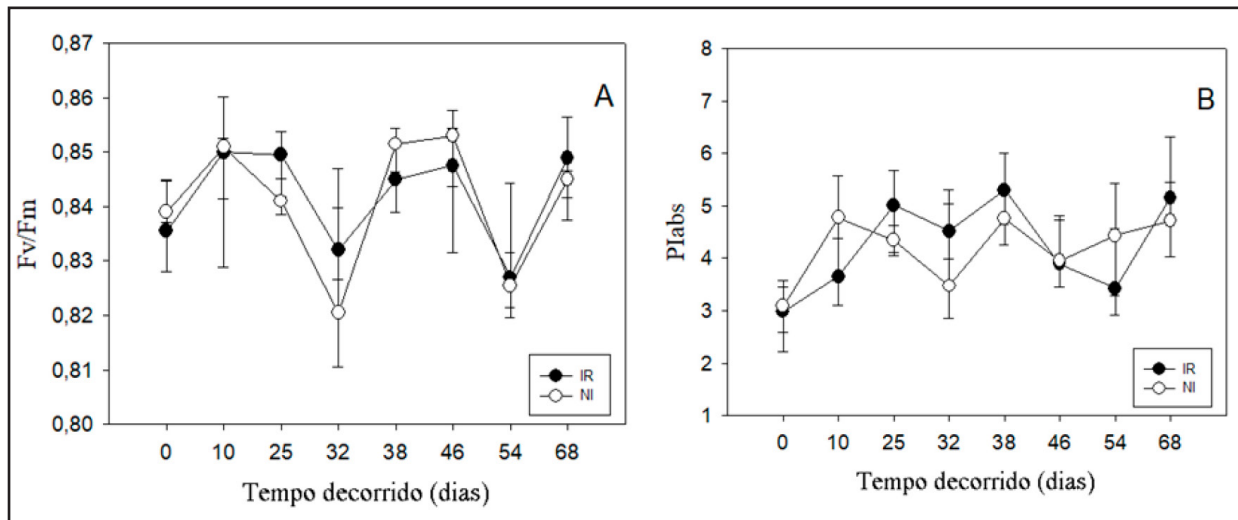 0,87
0,86
0,85
0,84
0,83
0,82
0,81
0,80
Fv/Fm
A
IR
NI
0 10 25 32 38 46 54 68
Tempo decorrido (dias)
8
7
6
5
4
3
2
1
PIabs
B
IR
NI
0 10 25 32 38 46 54 68
Tempo decorrido (dias)